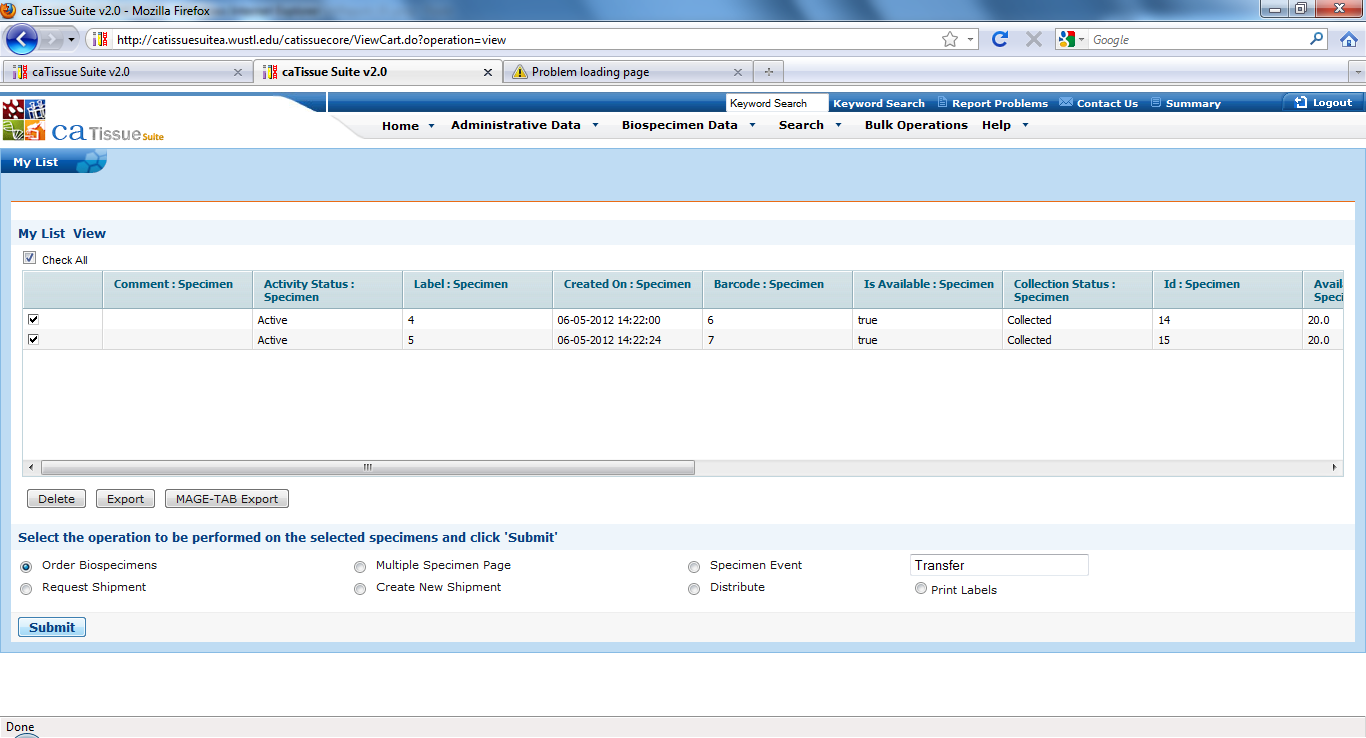 caTissue Suite v2.0 - Mozilla Firefox
http://catissuesuitea.wustl.edu/catissuecore/ViewCart.do?operation=view
Google
caTissue Suite v2.0
caTissue Suite v2.0
Problem loading page
Keyword Search Keyword Search Report Problems Contact Us Summary Logout
ca Tissue Suite
Home Administrative Data Biospecimen Data Search Bulk Operations Help
My List
My List View
Check All
Comment : Specimen Activity Status : Specimen Label : Specimen Created On : Specimen Barcode : Specimen Is Available : Specimen Collection Status : Specimen Id : Specimen Avail Speci
Active 4 06-05-2012 14:22:00 6 true Collected 14 20.0
Active 5 06-05-2012 14:22:24 7 true Collected 15 20.0
Delete Export MAGE-TAB Export
Select the operation to be performed on the selected specimens and click 'Submit'
Order Biospecimens Multiple Specimen Page Specimen Event Transfer
Request Shipment Create New Shipment Distribute Print Labels
Submit
Done